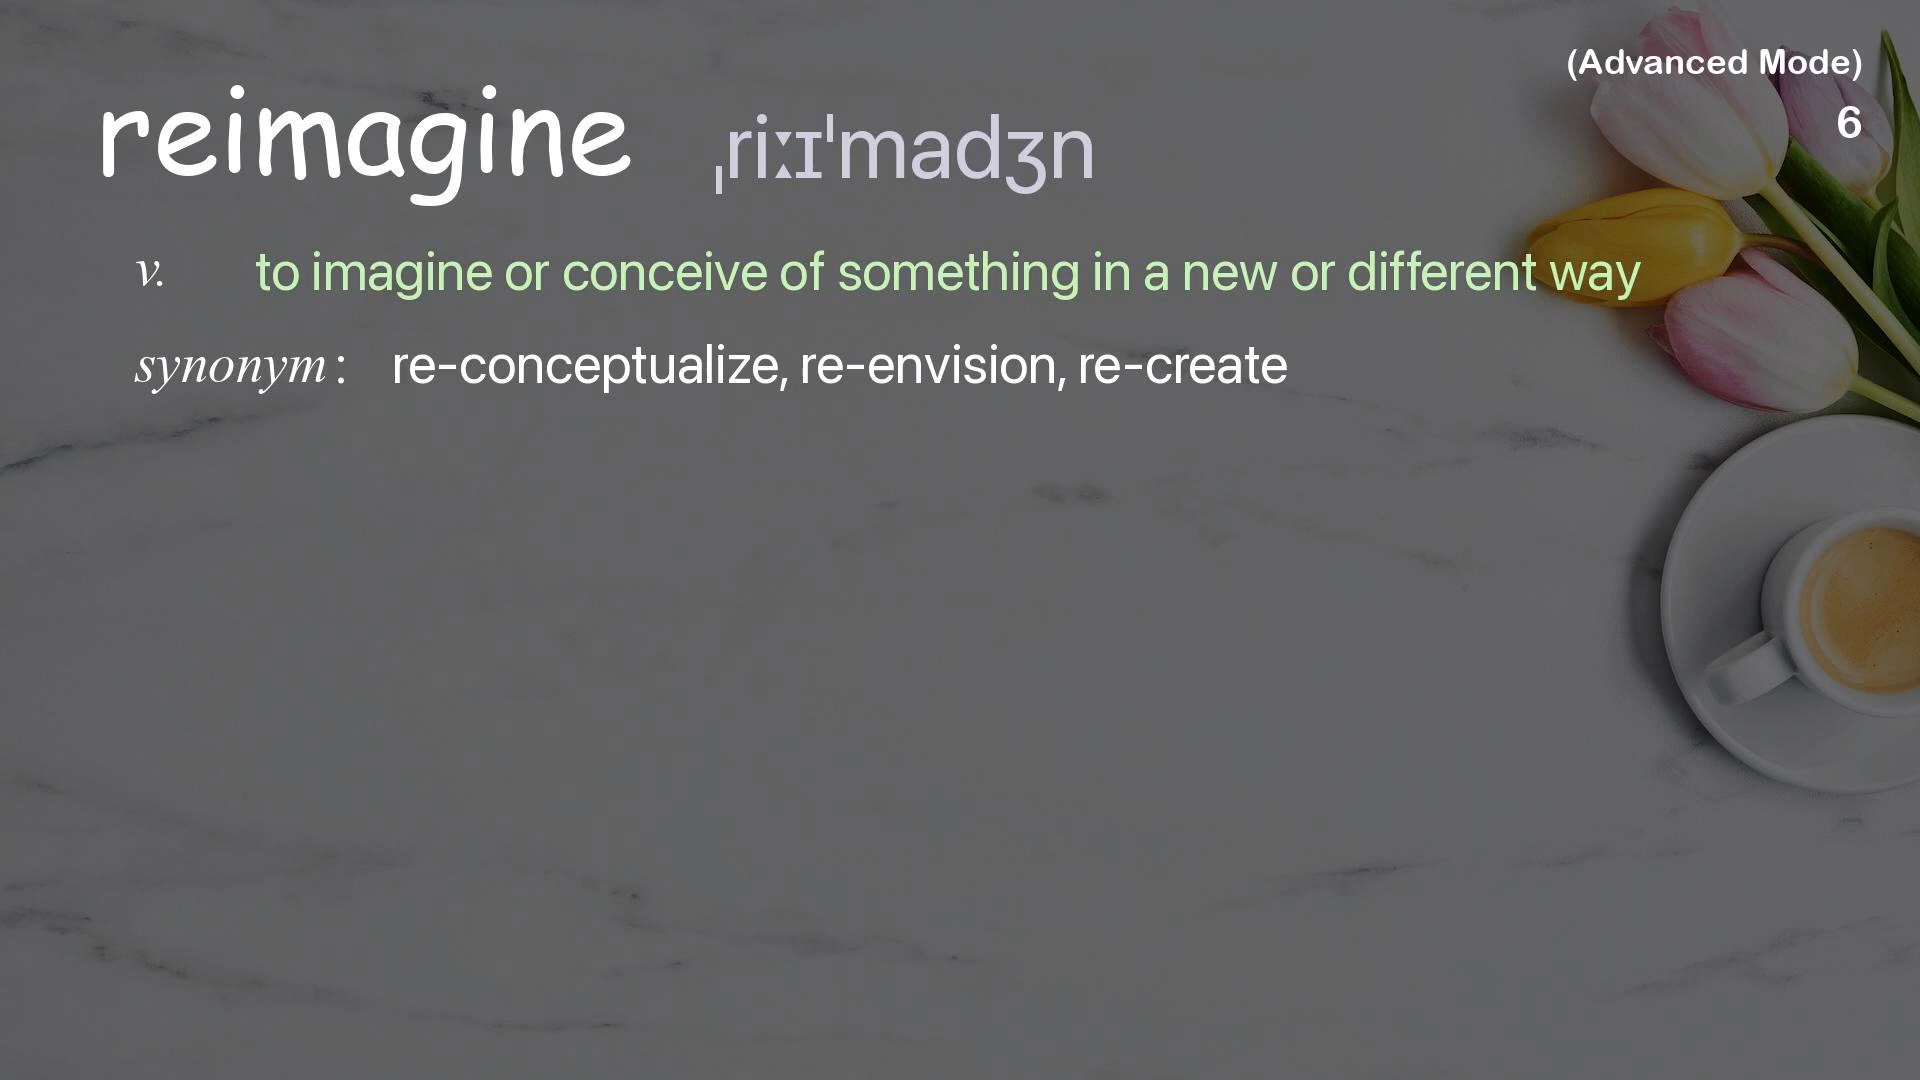 (Advanced Mode)
reimagine ˌriːɪˈmadʒn
6
v. to imagine or conceive of something in a new or different way
synonym : re-conceptualize, re-envision, re-create